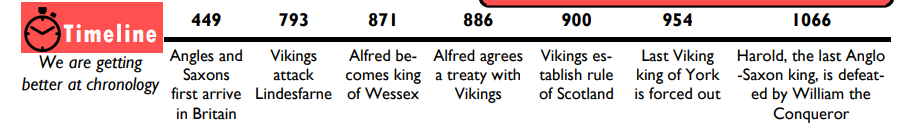 Timeline
We are getting
better at chronology
449
Angles and
Saxons
first arrive
in Britain
793
Vikings
attack
Lindesfarne
871
Alfred be-
comes king
of Wessex
886
Alfred agrees
a treaty with
Vikings
900
Vikings es-
tablish rule
of Scotland
954
Last Viking
king of York
is forced out
1066
Harold, the last Anglo
-Saxon king, is defeat-
ed by William the
Conqueror